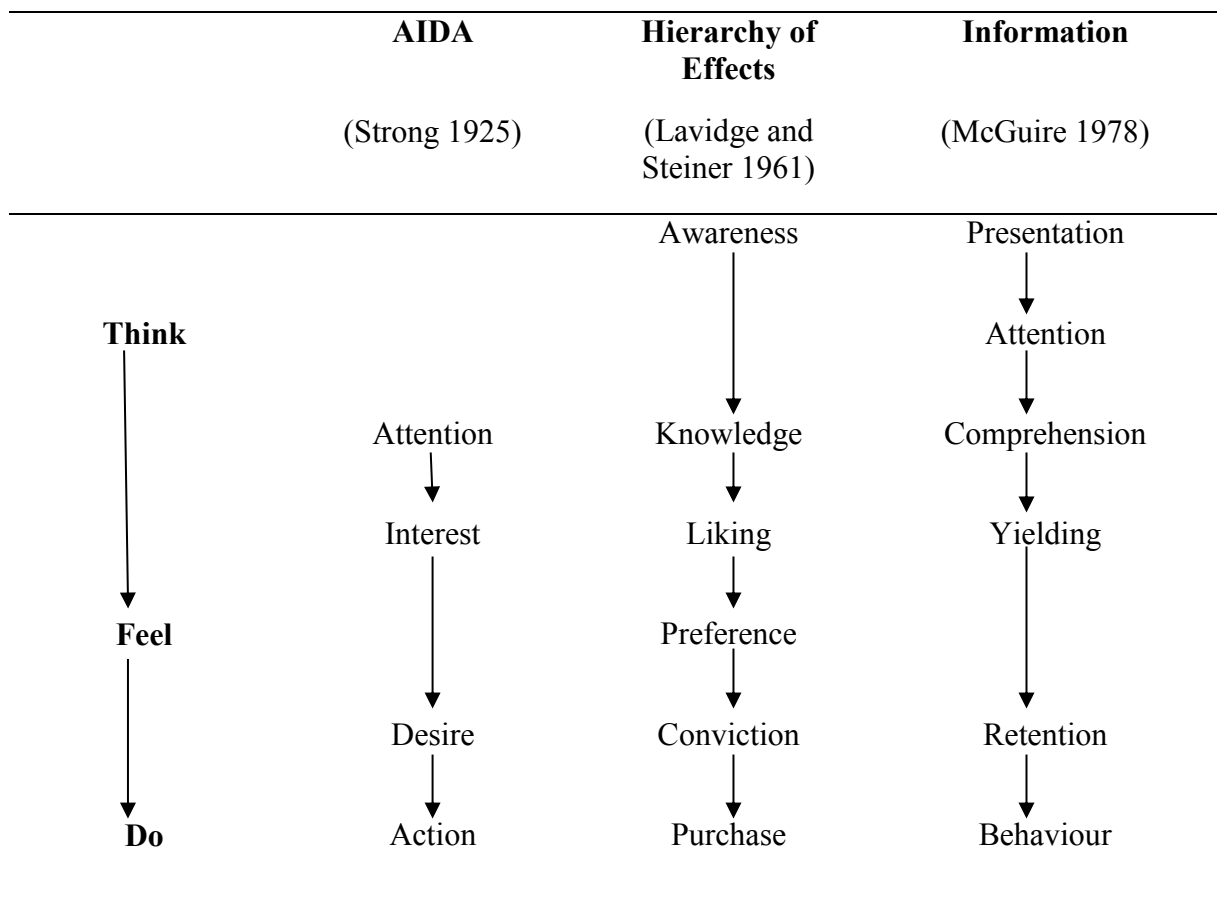 AIDA Hierarchy of Information
Effects
(Strong 1925) (Lavidge and (McGuire 1978)
Steiner 1961)
Awareness Presentation
Think Attention
Attention Knowledge Comprehension
Interest Liking Yielding
Feel Preference
Desire Conviction Retention
Do Action Purchase Behaviour